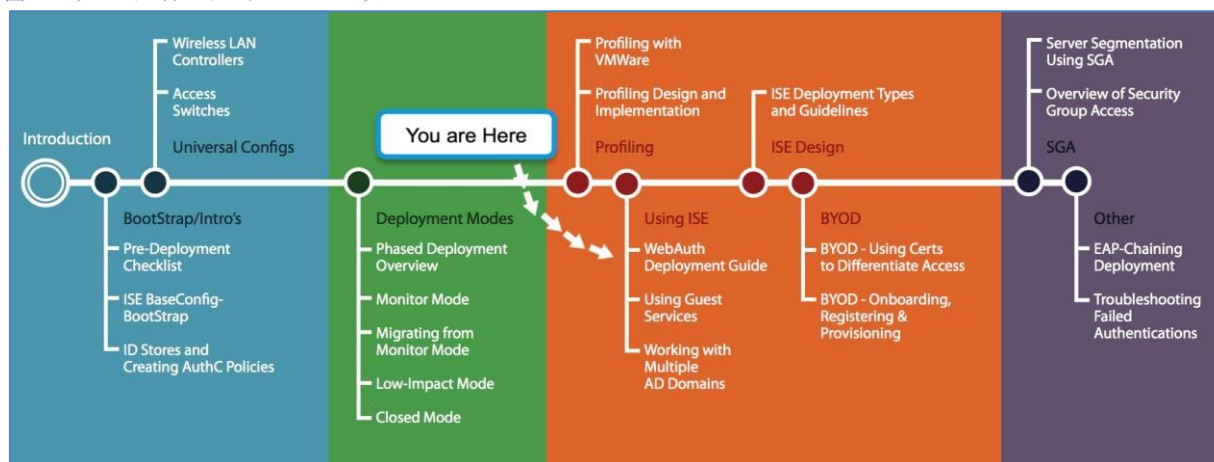 Introduction
Wireless LAN
Controllers
Access
Switches
Universal Configs
BootStrap/Intro's
Pre-Deployment
Checklist
ISE BaseConfig-
BootStrap
ID Stores and
Creating AuthC Policies
Deployment Modes
Phased Deployment
Overview
Monitor Mode
Migrating from
Monitor Mode
Low-Impact Mode
Closed Mode
You are Here
Profiling with
VMWare
Profiling Design and
Implementation
Profiling
Using ISE
WebAuth
Deployment Guide
Using Guest
Services
Working with
Multiple
AD Domains
ISE Deployment Types
and Guidelines
ISE Design
BYOD
BYOD - Using Certs
to Differentiate Access
BYOD - Onboarding,
Registering &
Provisioning
Server Segmentation
Using SGA
Overview of Security
Group Access
SGA
Other
EAP-Chaining
Deployment
Troubleshooting
Failed
Authentications